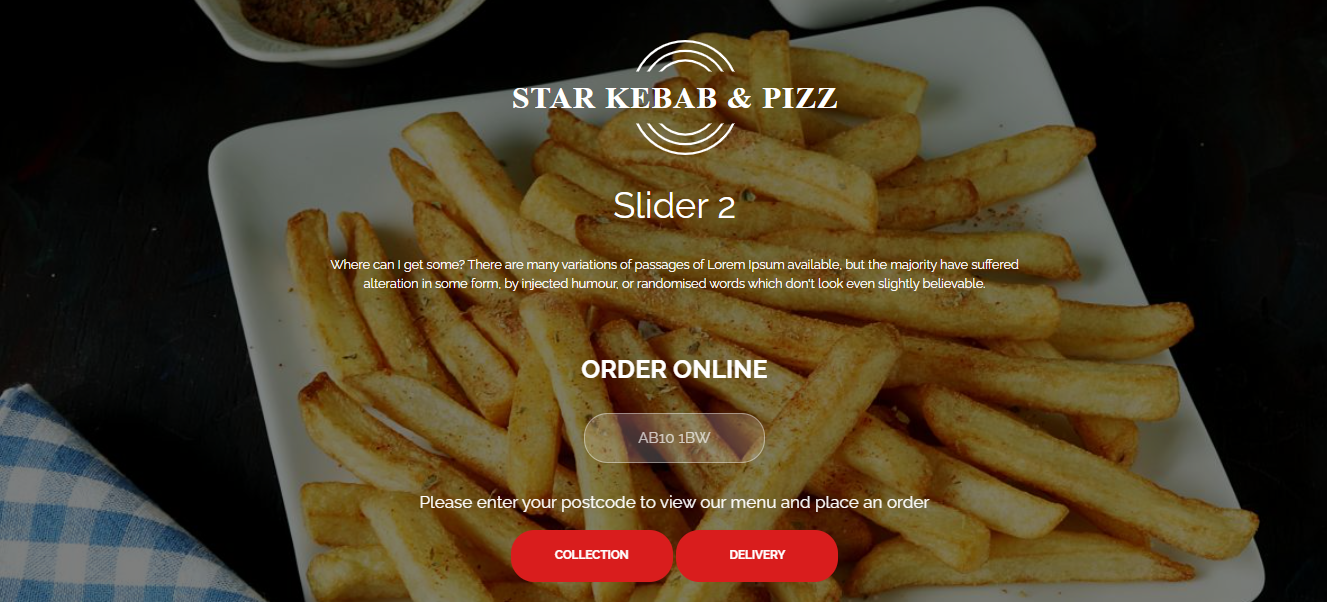 STAR KEBAB & PIZZ
Slider 2
Where can I get some? There are many variations of passages of Lorem Ipsum available, but the majority have suffered
alteration in some form, by injected humour, or randomised words which don't look even slightly believable.
ORDER ONLINE
AB10 1BW
Please enter your postcode to view our menu and place an order
COLLECTION
DELIVERY